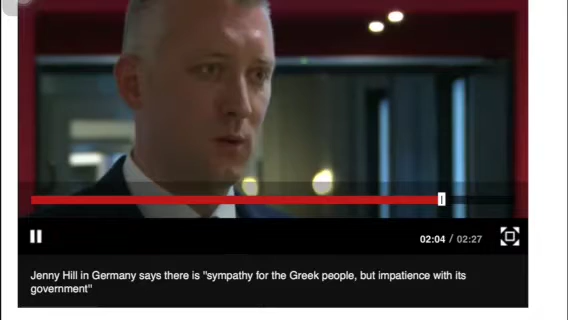 02:04 / 02:27
Jenny Hill in Germany says there is "sympathy for the Greek people, but impatience with its
government"